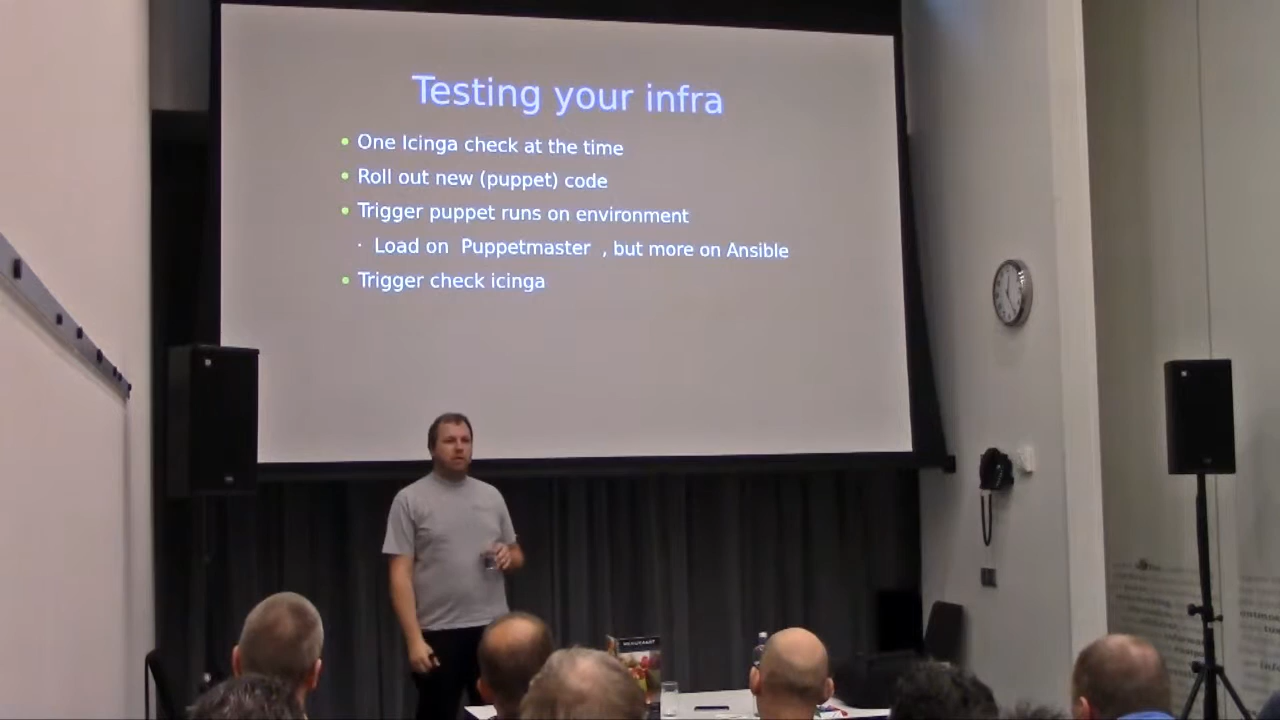 Testing your infra
• One Icinga check at the time
• Roll out new (puppet) code
• Trigger puppet runs on environment
· Load on Puppetmaster , but more on Ansible
• Trigger check icinga